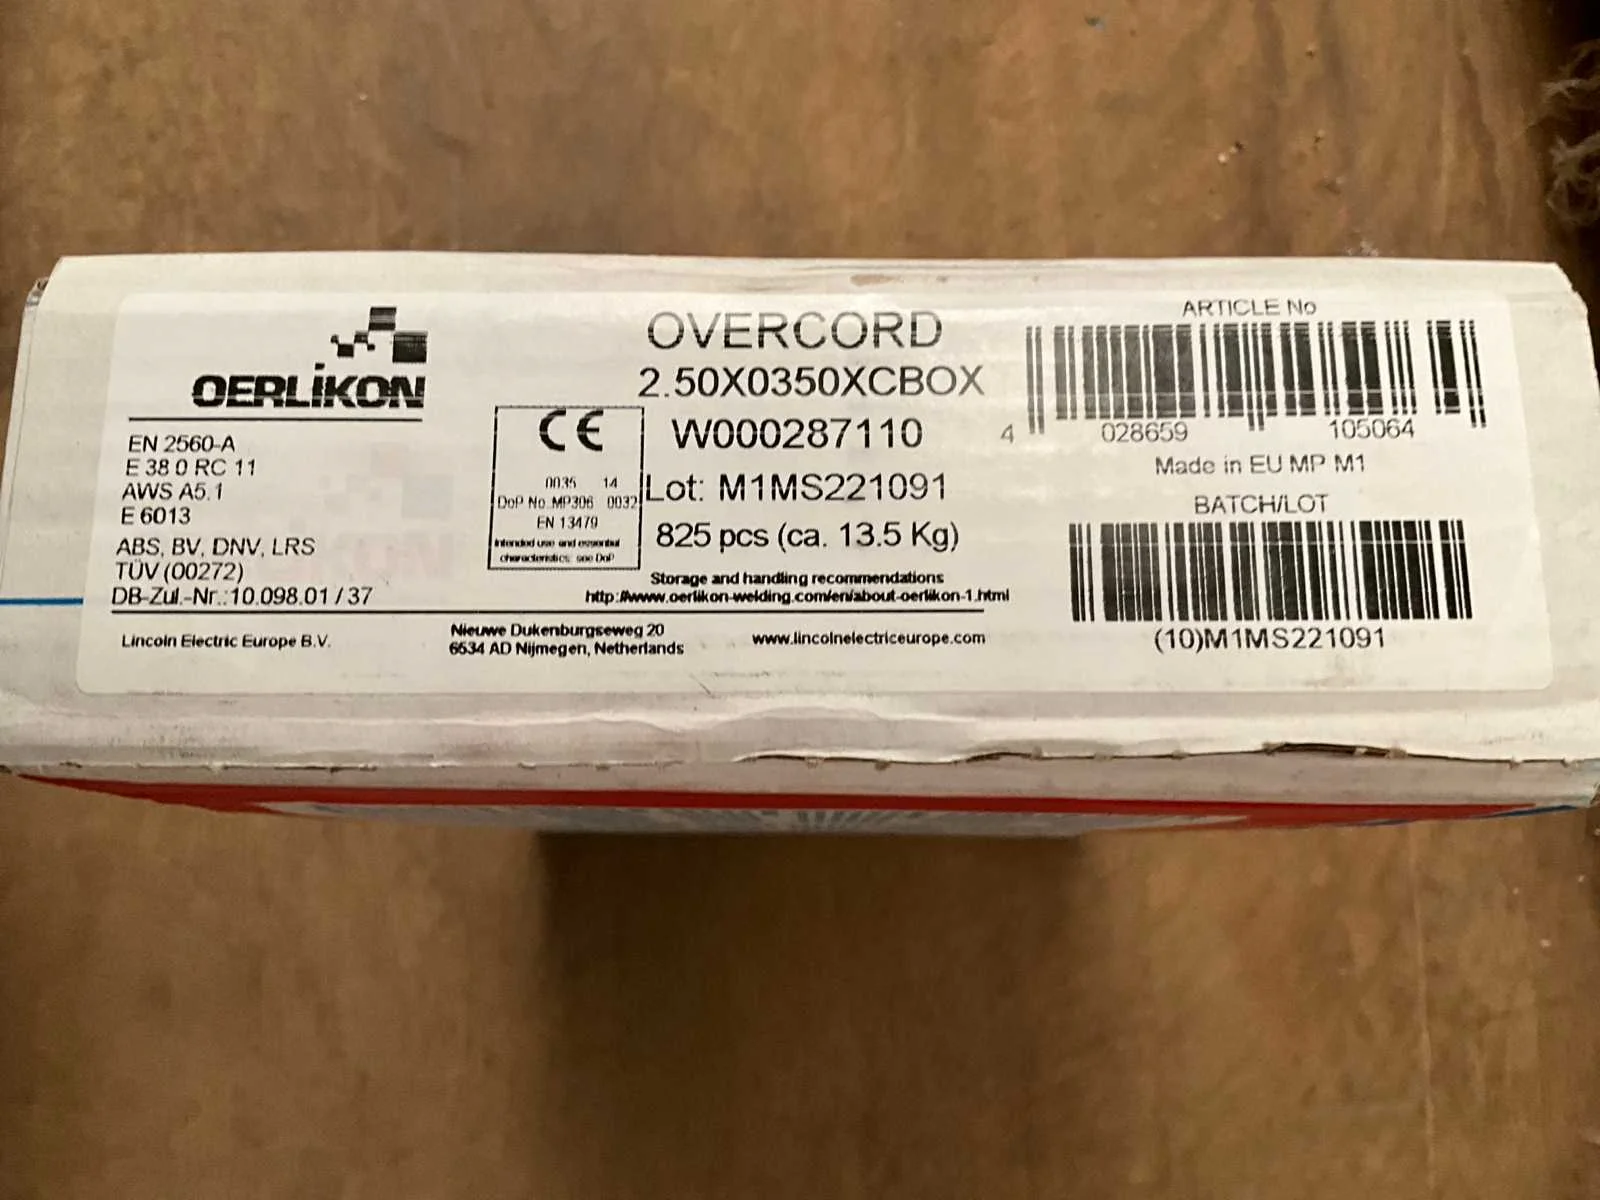 OERLIKON
EN 2560-A
E 38 0 RC 11
AWS A5.1
E 6013
ABS, BV, DNV, LRS
TÜV (00272)
DB-Zul.-Nr.:10.098.01 / 37
CE
0035 14
DoP No.MP306 0032
EN 13479
Intended use and essential
characteristics: see DoP
OVERCORD
2.50X0350XCBOX
W000287110
Lot: M1MS221091
825 pcs (ca. 13.5 Kg)
Storage and handling recommendations
http://www.oerlikon-welding.com/en/about-oerlikon-1.html
ARTICLE No
4 028659 105064
Made in EU MP M1
BATCH/LOT
(10)M1MS221091
Lincoln Electric Europe B.V.
Nieuwe Dukenburgseweg 20
6534 AD Nijmegen, Netherlands
www.lincolnelectriceurope.com